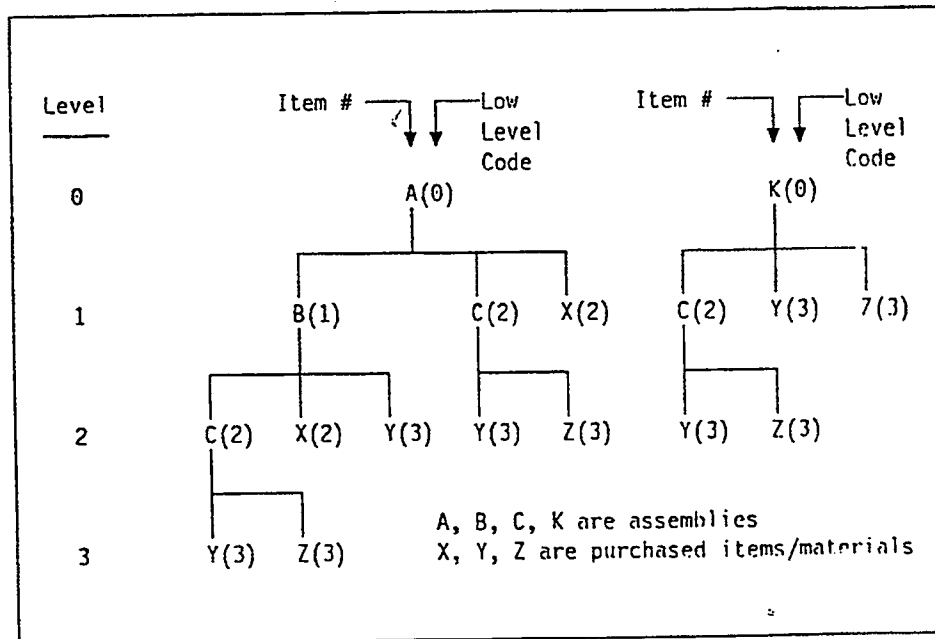 Level Item # Low Item # Low
Level Level
Code Code
0 A(0) K(0)
1 B(1) C(2) X(2) C(2) Y(3) 7(3)
2 C(2) X(2) Y(3) Y(3) Z(3) Y(3) Z(3)
A, B, C, K are assemblies
X, Y, Z are purchased items/materials
3 Y(3) Z(3)